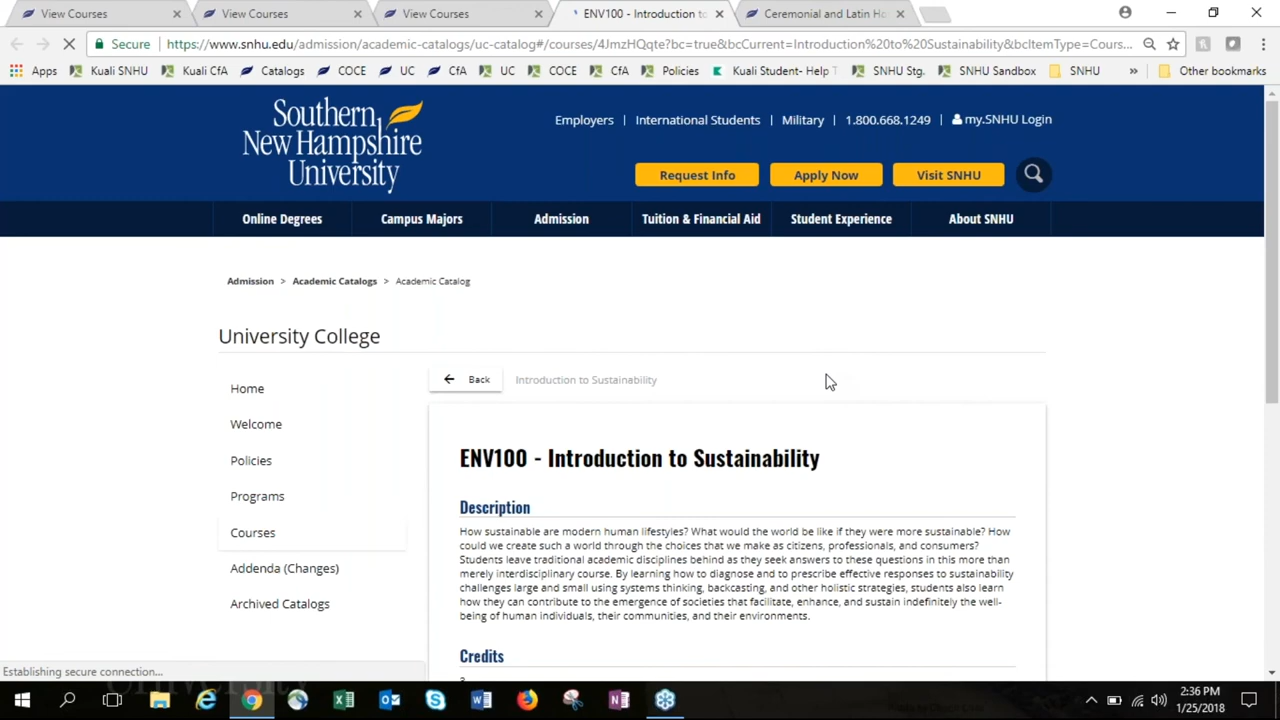 View Courses
View Courses
View Courses
ENV100 - Introduction to
Ceremonial and Latin Ho
Secure
https://www.snhu.edu/admission/academic-catalogs/uc-catalog#/courses/4JmzHQqte?bc=true&bcCurrent=Introduction%20to%20Sustainability&bcItemType=Cours...
Apps
Kuali SNHU
Kuali CfA
Catalogs
COCE
UC
CfA
UC
COCE
CfA
Policies
Kuali Student- Help T
SNHU Stg.
SNHU Sandbox
SNHU
»
Other bookmarks
Southern
New Hampshire
University
Employers | International Students | Military | 1.800.668.1249 | my.SNHU Login
Request Info
Apply Now
Visit SNHU
Online Degrees
Campus Majors
Admission
Tuition & Financial Aid
Student Experience
About SNHU
Admission > Academic Catalogs > Academic Catalog
University College
Home
Welcome
Policies
Programs
Courses
Addenda (Changes)
Archived Catalogs
Back
Introduction to Sustainability
ENV100 - Introduction to Sustainability
Description
How sustainable are modern human lifestyles? What would the world be like if they were more sustainable? How
could we create such a world through the choices that we make as citizens, professionals, and consumers?
Students leave traditional academic disciplines behind as they seek answers to these questions in this more than
merely interdisciplinary course. By learning how to diagnose and to prescribe effective responses to sustainability
challenges large and small using systems thinking, backcasting, and other holistic strategies, students also learn
how they can contribute to the emergence of societies that facilitate, enhance, and sustain indefinitely the well-
being of human individuals, their communities, and their environments.
Credits
Establishing secure connection...
University
2:36 PM
1/25/2018